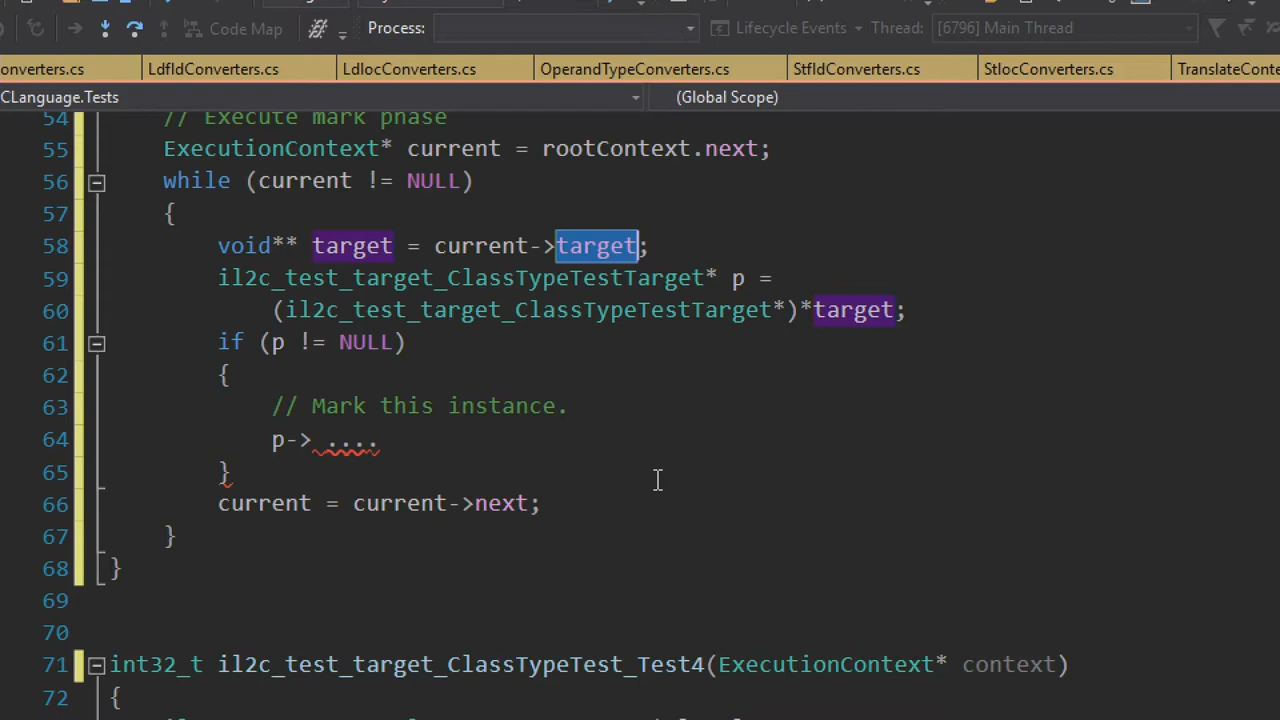 Code Map Process: Lifecycle Events Thread: [6796] Main Thread
onverters.cs LdfldConverters.cs LdlocConverters.cs OperandTypeConverters.cs StfldConverters.cs StlocConverters.cs TranslateConte
CLanguage.Tests (Global Scope)
54 // Execute mark phase
55 ExecutionContext* current = rootContext.next;
56 while (current != NULL)
57 {
58 void** target = current->target;
59 il2c_test_target_ClassTypeTestTarget* p =
60 (il2c_test_target_ClassTypeTestTarget*)*target;
61 if (p != NULL)
62 {
63 // Mark this instance.
64 p-> ....
65 }
66 current = current->next;
67 }
68 }
69
70
71 int32_t il2c_test_target_ClassTypeTest_Test4(ExecutionContext* context)
72 {